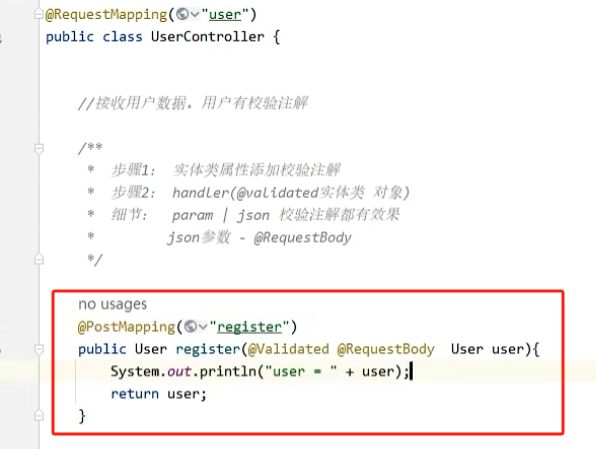 @RequestMapping("user")
public class UserController {
//接收用户数据,用户有校验注解
/**
* 步骤1: 实体类属性添加校验注解
* 步骤2: handler(@validated实体类 对象)
* 细节: param | json 校验注解都有效果
* json参数 - @RequestBody
*/
no usages
@PostMapping("register")
public User register(@Validated @RequestBody User user){
System.out.println("user = " + user);
return user;
}